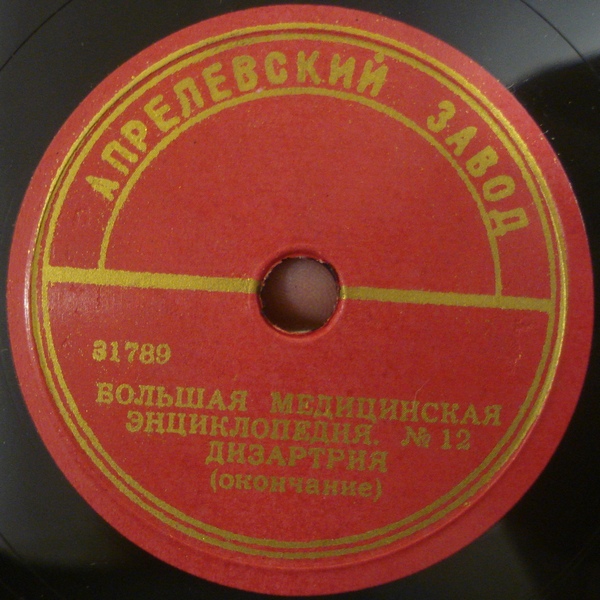 АПРЕЛЕВСКИЙ ЗАВОД
31789
БОЛЬШАЯ МЕДИЦИНСКАЯ
ЭНЦИКЛОПЕДИЯ. № 12
ДИЗАРТРИЯ
(окончание)